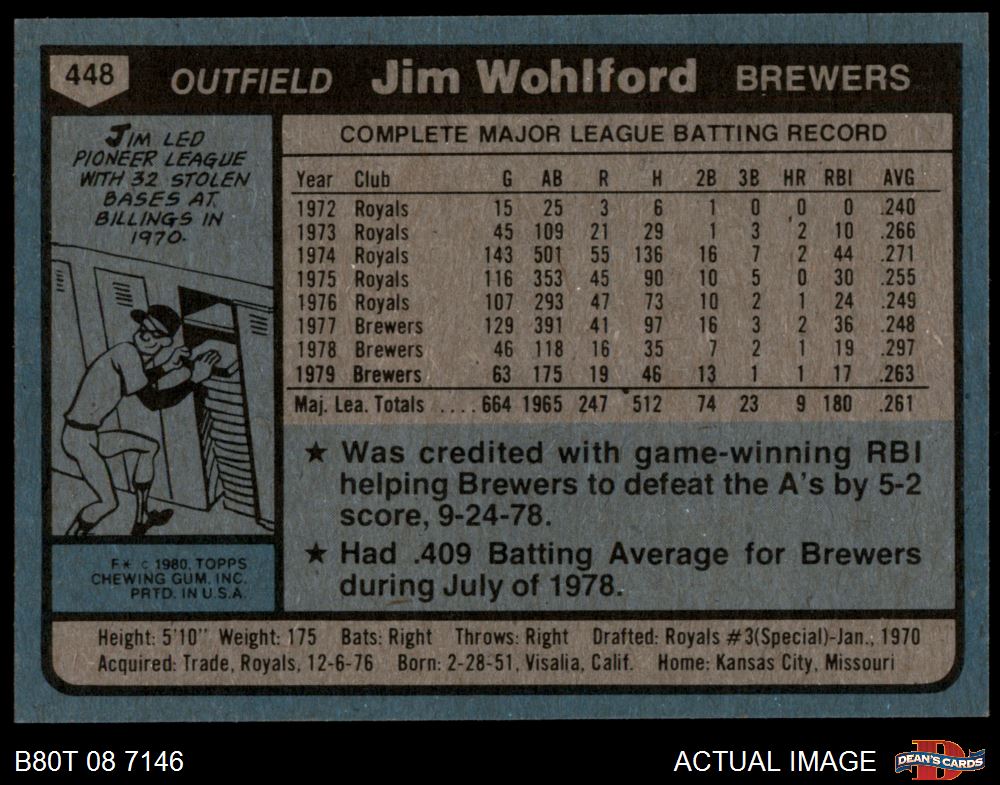 448 OUTFIELD Jim Wohlford BREWERS
JIM LED
PIONEER LEAGUE
WITH 32 STOLEN
BASES AT
BILLINGS IN
1970.
COMPLETE MAJOR LEAGUE BATTING RECORD
Year Club G AB R H 2B 3B HR RBI AVG
1972 Royals 15 25 3 6 1 0 0 0 .240
1973 Royals 45 109 21 29 1 3 2 10 .266
1974 Royals 143 501 55 136 16 7 2 44 .271
1975 Royals 116 353 45 90 10 5 0 30 .255
1976 Royals 107 293 47 73 10 2 1 24 .249
1977 Brewers 129 391 41 97 16 3 2 36 .248
1978 Brewers 46 118 16 35 7 2 1 19 .297
1979 Brewers 63 175 19 46 13 1 1 17 .263
Maj. Lea. Totals .... 664 1965 247 512 74 23 9 180 .261
★ Was credited with game-winning RBI
helping Brewers to defeat the A's by 5-2
score, 9-24-78.
★ Had .409 Batting Average for Brewers
during July of 1978.
F* © 1980, TOPPS
CHEWING GUM, INC.
PRTD. IN U.S.A.
Height: 5'10" Weight: 175 Bats: Right Throws: Right Drafted: Royals #3(Special)-Jan., 1970
Acquired: Trade, Royals, 12-6-76 Born: 2-28-51, Visalia, Calif. Home: Kansas City, Missouri
B80T 08 7146 ACTUAL IMAGE DEAN'S CARDS